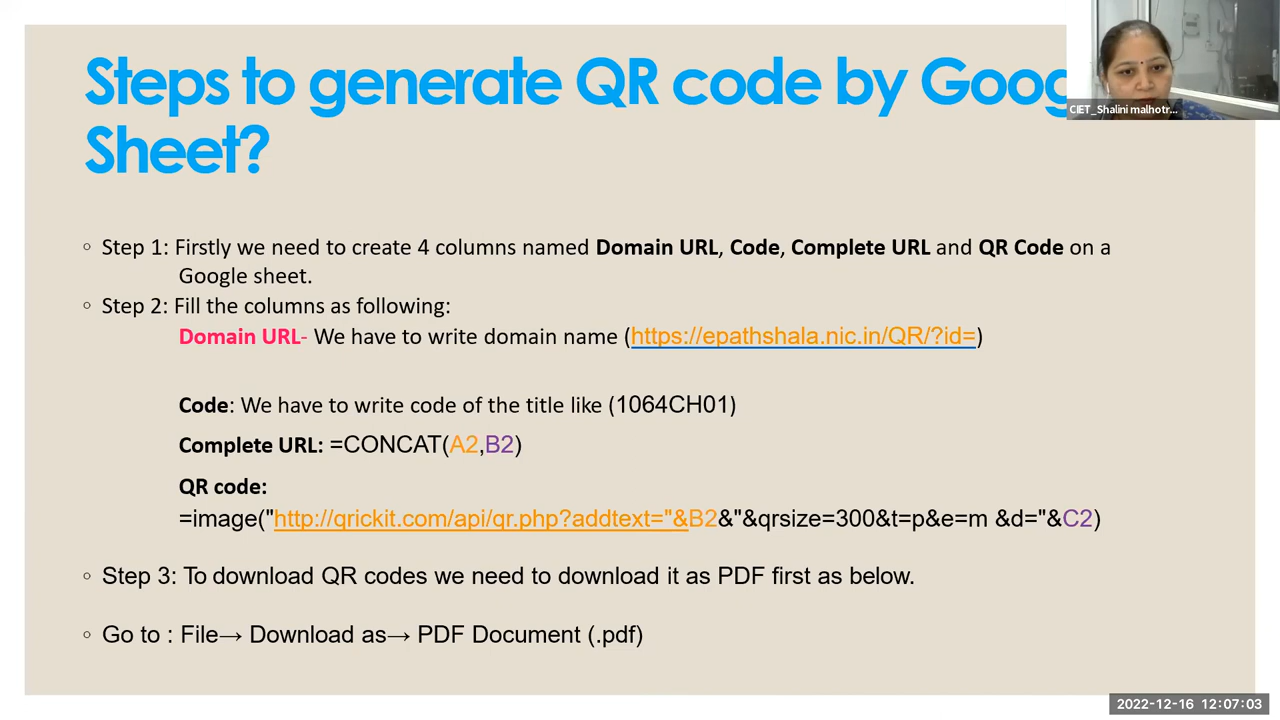 Steps to generate QR code by Goog
Sheet?
CIET_Shalini malhotr...
◦ Step 1: Firstly we need to create 4 columns named Domain URL, Code, Complete URL and QR Code on a
Google sheet.
◦ Step 2: Fill the columns as following:
Domain URL- We have to write domain name (https://epathshala.nic.in/QR/?id=)
Code: We have to write code of the title like (1064CH01)
Complete URL: =CONCAT(A2,B2)
QR code:
=image("http://qrickit.com/api/qr.php?addtext="&B2&"&qrsize=300&t=p&e=m &d="&C2)
◦ Step 3: To download QR codes we need to download it as PDF first as below.
◦ Go to : File→ Download as→ PDF Document (.pdf)
2022-12-16 12:07:03